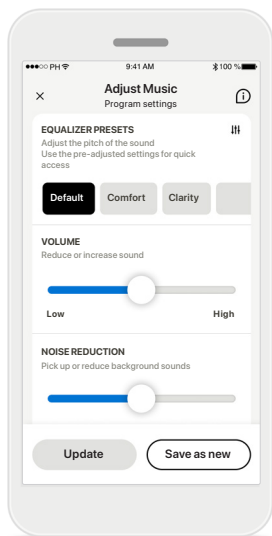 ●●●○○ PH 9:41 AM 100 %
× Adjust Music i
Program settings
EQUALIZER PRESETS
Adjust the pitch of the sound
Use the pre-adjusted settings for quick
access
Default Comfort Clarity
VOLUME
Reduce or increase sound
Low High
NOISE REDUCTION
Pick up or reduce background sounds
Update Save as new